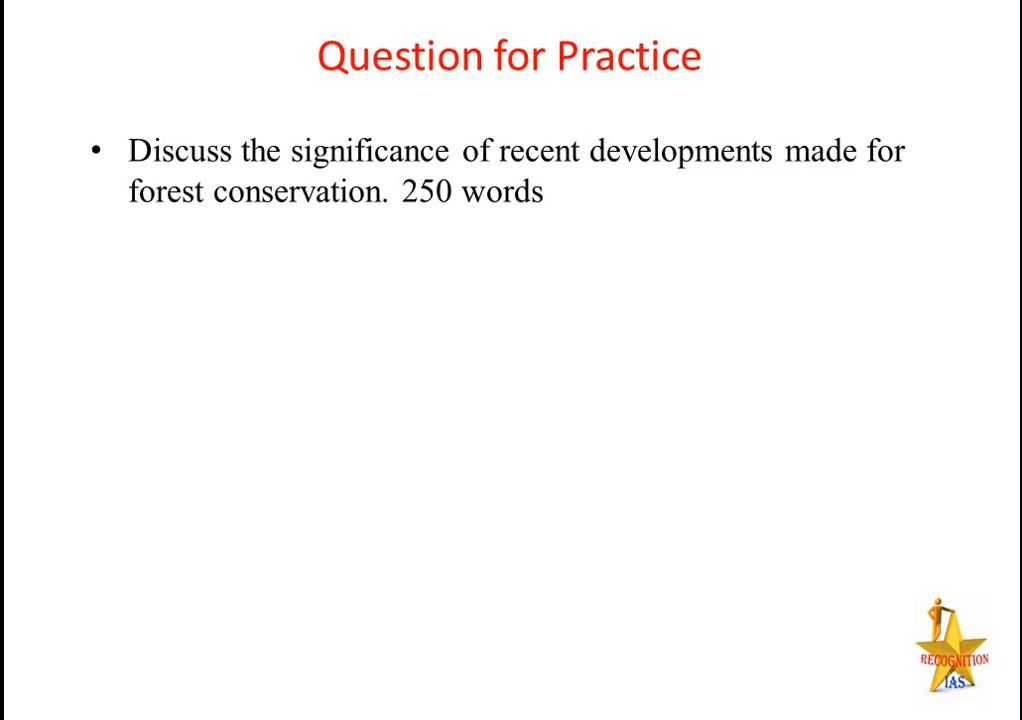 Question for Practice
• Discuss the significance of recent developments made for
forest conservation. 250 words
RECOGNITION
IAS